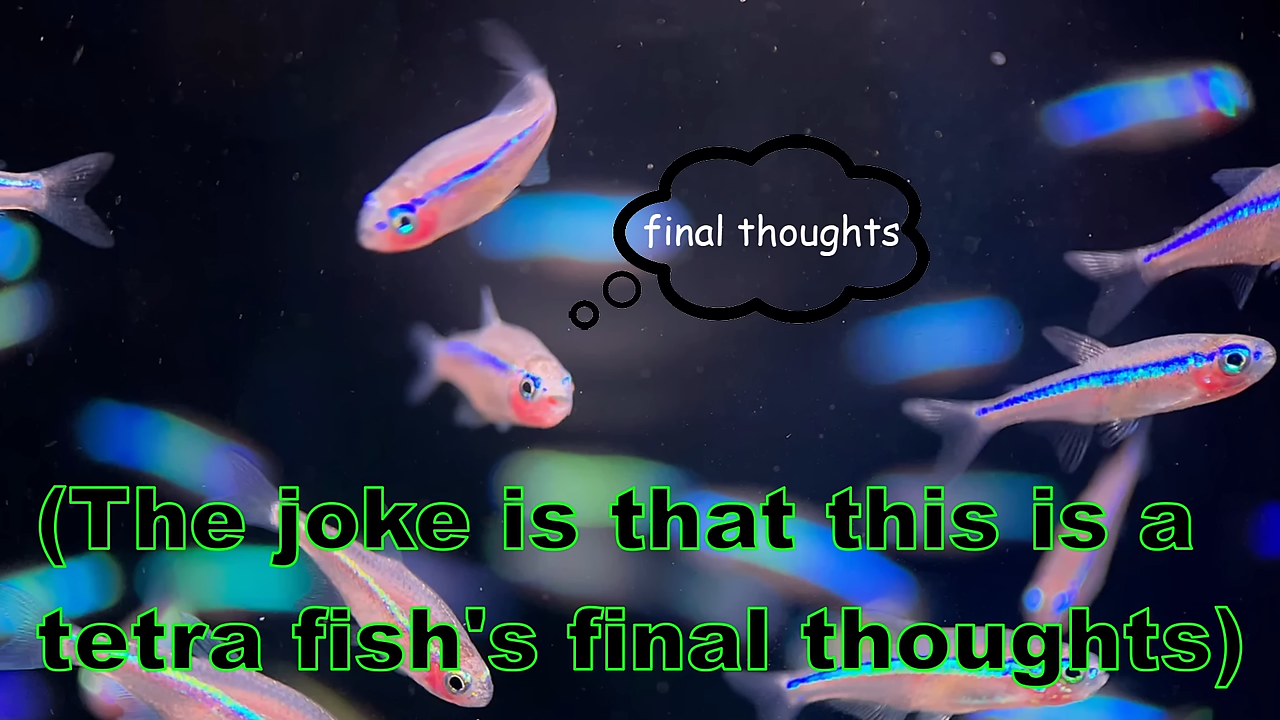 final thoughts
(The joke is that this is a
tetra fish's final thoughts)